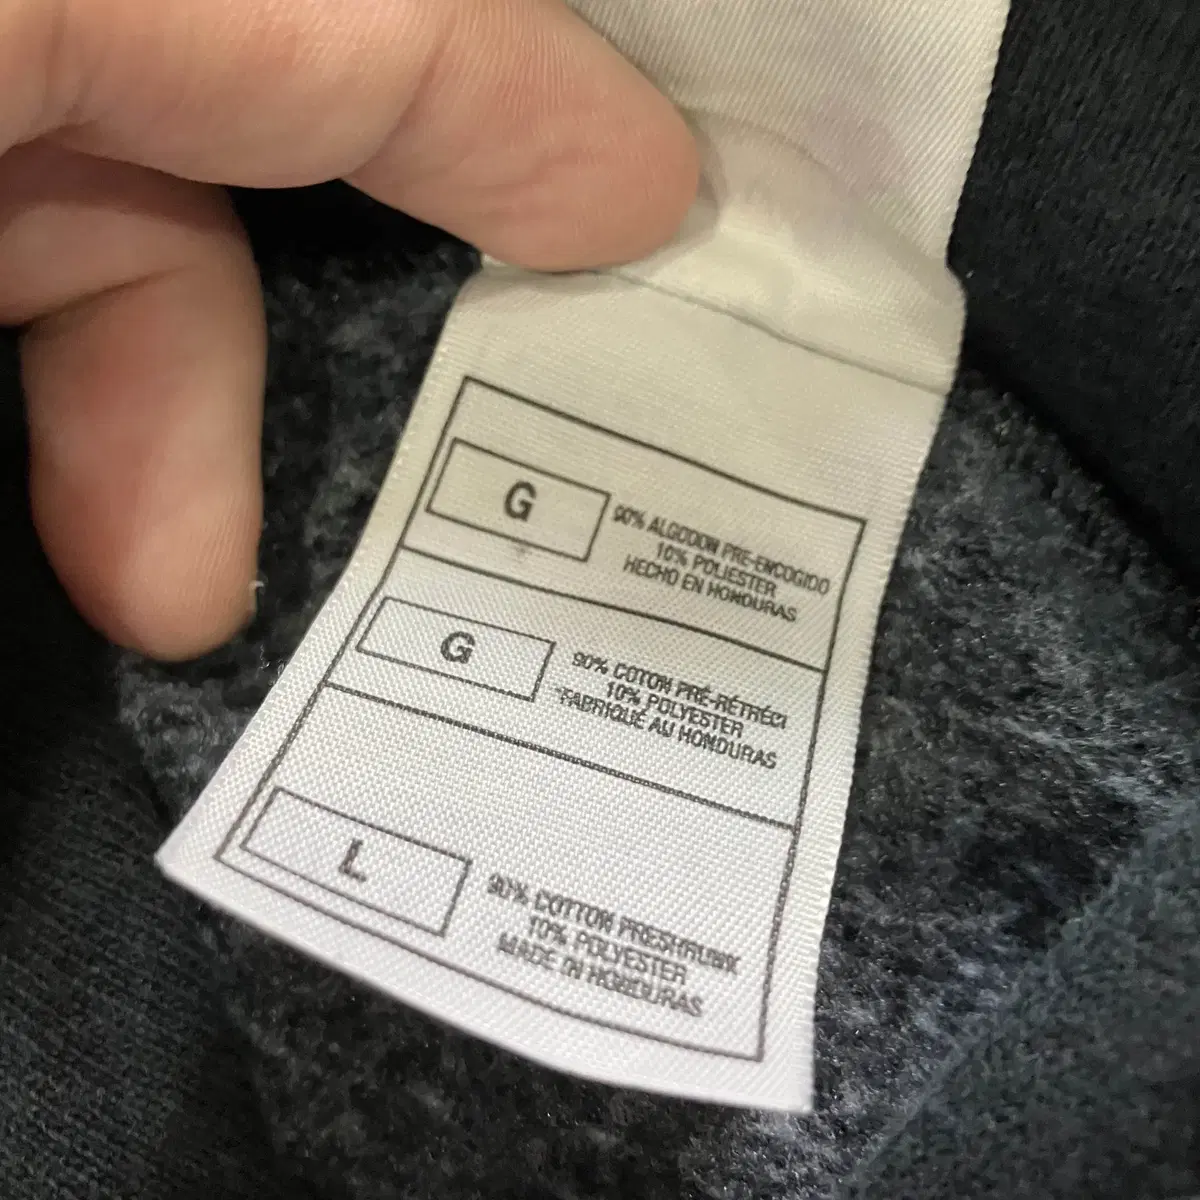 G
90% ALGODON PRE-ENCOGIDO
10% POLIESTER
HECHO EN HONDURAS
G
90% COTON PRÉ-RÉTRÉCI
10% POLYESTER
FABRIQUÉ AU HONDURAS
L
90% COTTON PRESHRUNK
10% POLYESTER
MADE IN HONDURAS